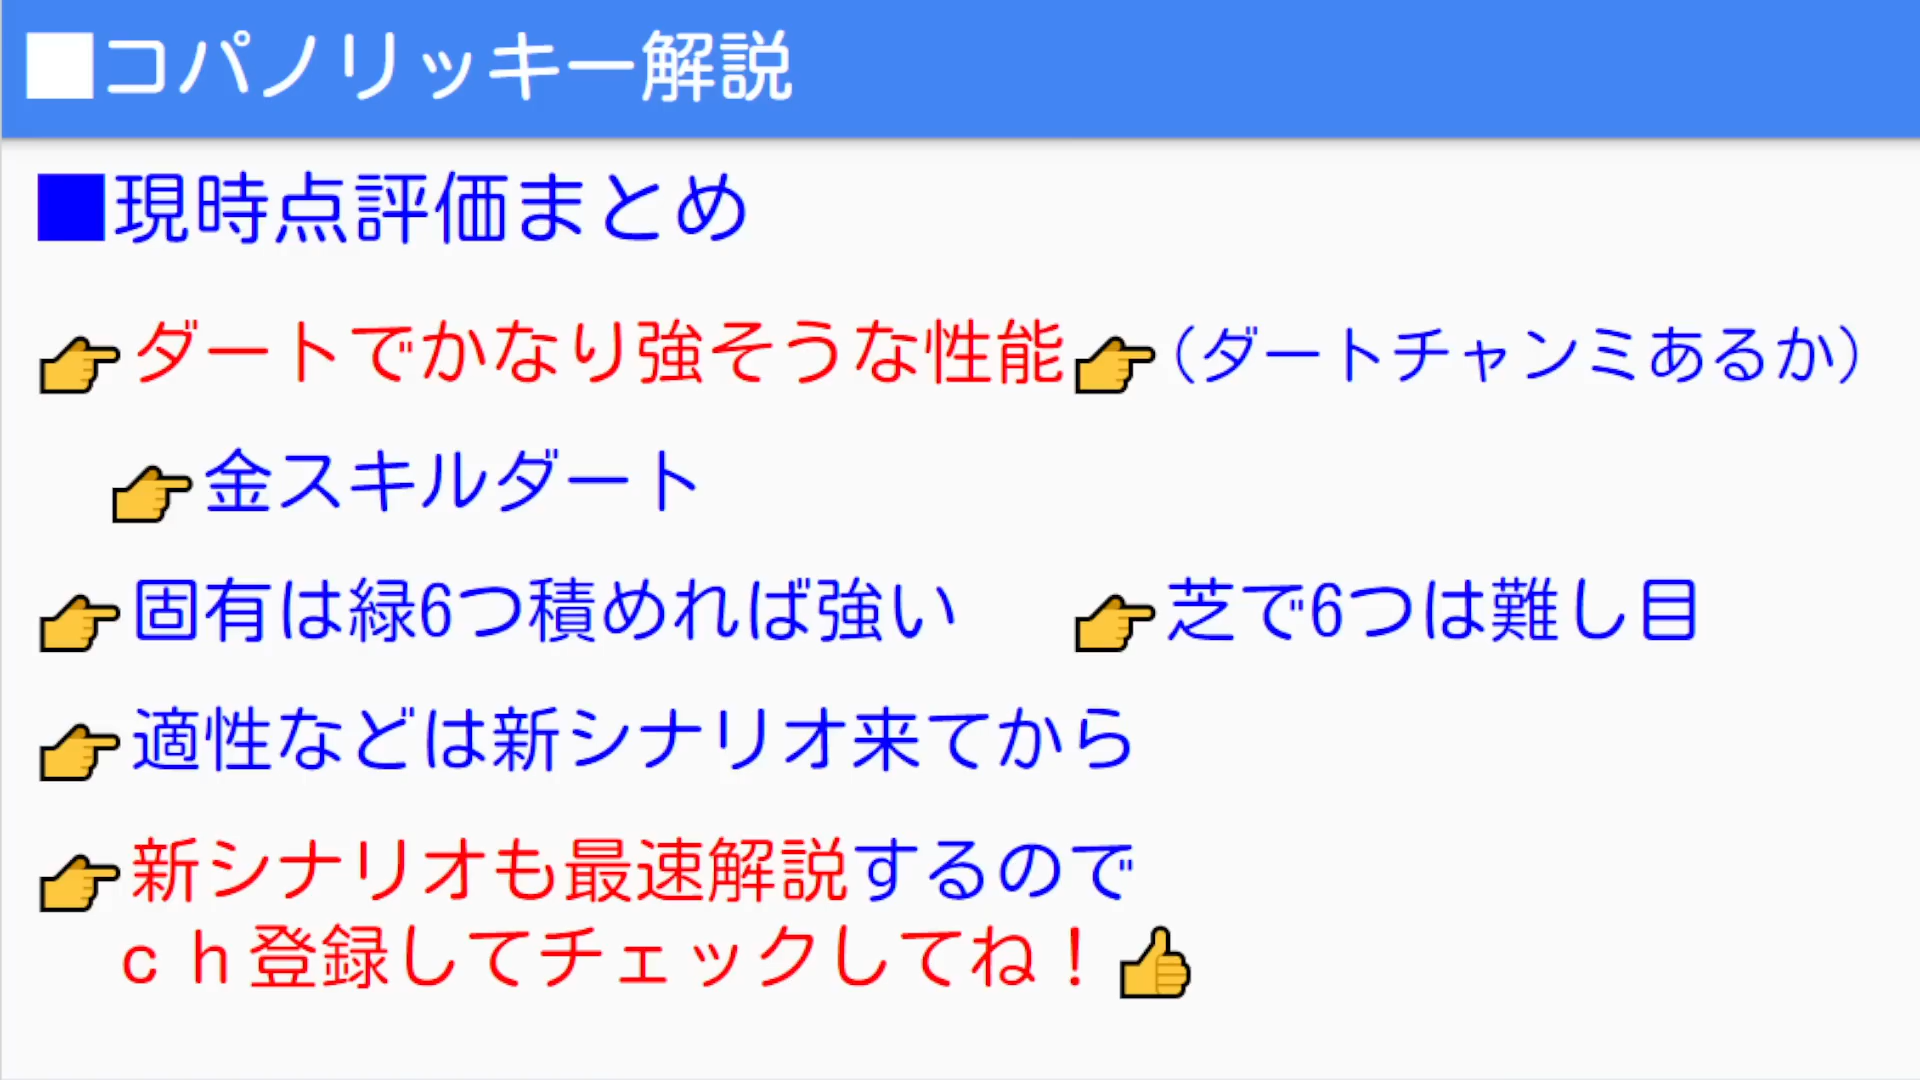 ■コパノリッキー解説
■現時点評価まとめ
👉ダートでかなり強そうな性能👉(ダートチャンミあるか)
👉金スキルダート
👉固有は緑6つ積めれば強い 👉芝で6つは難し目
👉適性などは新シナリオ来てから
👉新シナリオも最速解説するので
ch登録してチェックしてね！👍